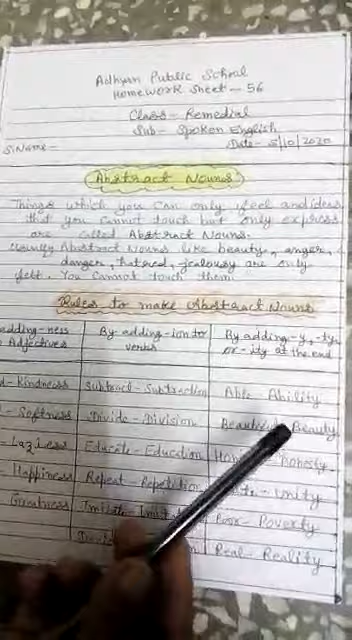 Adhyan Public School
Homework Sheet - 56
Class - Remedial
Sub - Spoken English
S.Name -
Date - 5/10/2020
Abstract Nouns
Things which you can only feel and ideas
that you cannot touch but only express
are called Abstract Nouns.
Usually Abstract Nouns like beauty, anger,
danger, hatred, jealousy are only
felt. You cannot touch them.
Rules to make Abstract Nouns
adding -ness
Adjectives
By adding -ion to
verbs
By adding -y, -ty,
or -ity at the end
Kindness
Subtract - Subtraction
Able - Ability
Softness
Divide - Division
Beauty
Laziness
Educate - Education
Honesty
Happiness
Repeat - Repetition
Unity
Greatness
Imitate -
Poor - Poverty
Real - Reality